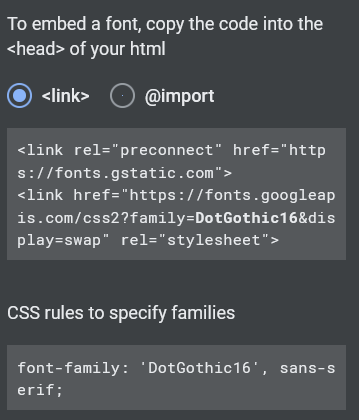 To embed a font, copy the code into the
<head> of your html
<link>
@import
<link rel="preconnect" href="http
s://fonts.gstatic.com">
<link href="https://fonts.googleap
is.com/css2?family=DotGothic16&dis
play=swap" rel="stylesheet">
CSS rules to specify families
font-family: 'DotGothic16', sans-s
erif;